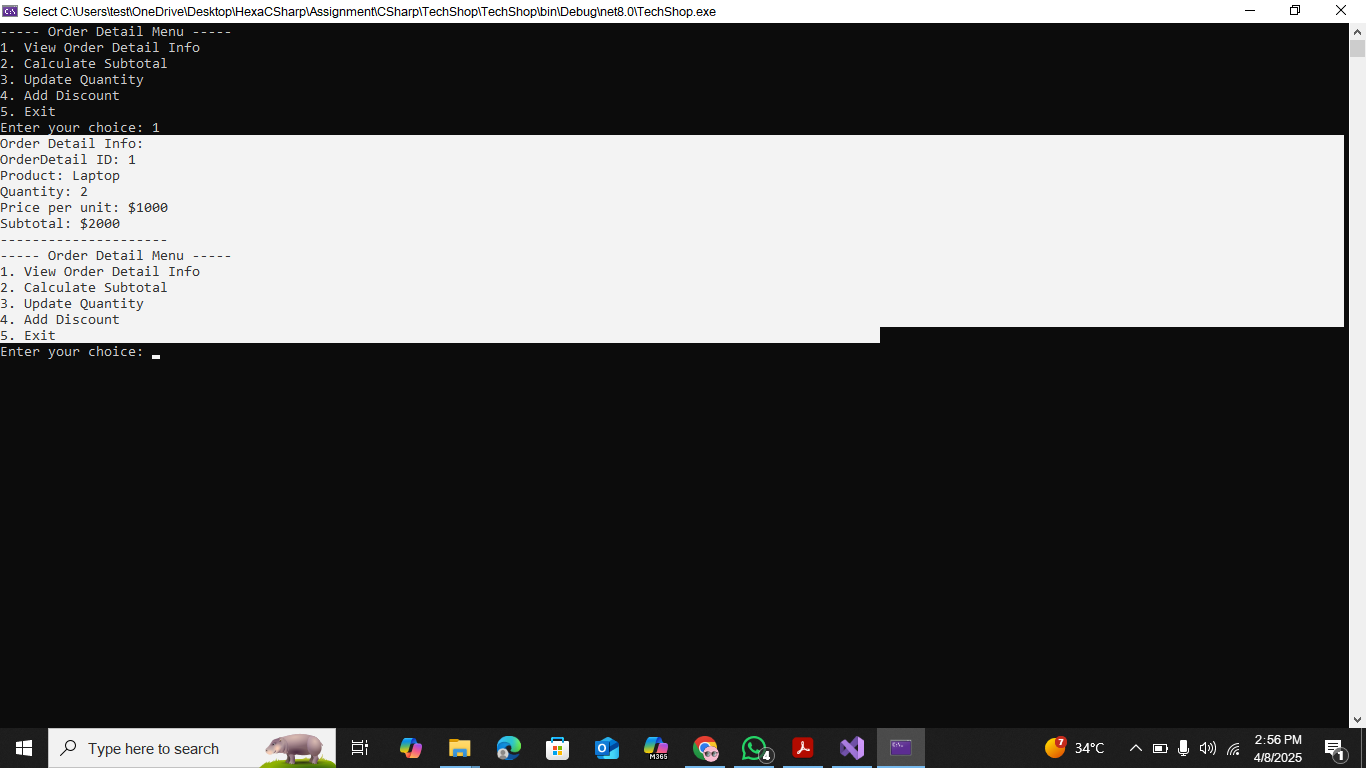 Select C:\Users\test\OneDrive\Desktop\HexaCSharp\Assignment\CSharp\TechShop\TechShop\bin\Debug\net8.0\TechShop.exe
----- Order Detail Menu -----
1. View Order Detail Info
2. Calculate Subtotal
3. Update Quantity
4. Add Discount
5. Exit
Enter your choice: 1
Order Detail Info:
OrderDetail ID: 1
Product: Laptop
Quantity: 2
Price per unit: $1000
Subtotal: $2000
---------------------
----- Order Detail Menu -----
1. View Order Detail Info
2. Calculate Subtotal
3. Update Quantity
4. Add Discount
5. Exit
Enter your choice:
Type here to search
M365
4
7
34°C
2:56 PM
4/8/2025
1